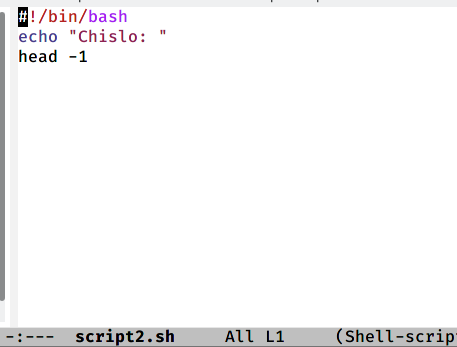 #!/bin/bash
echo "Chislo: "
head -1
-:--- script2.sh All L1 (Shell-script